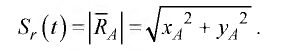 S_r(t) = |R̅_A| = √(x_A² + y_A²) .